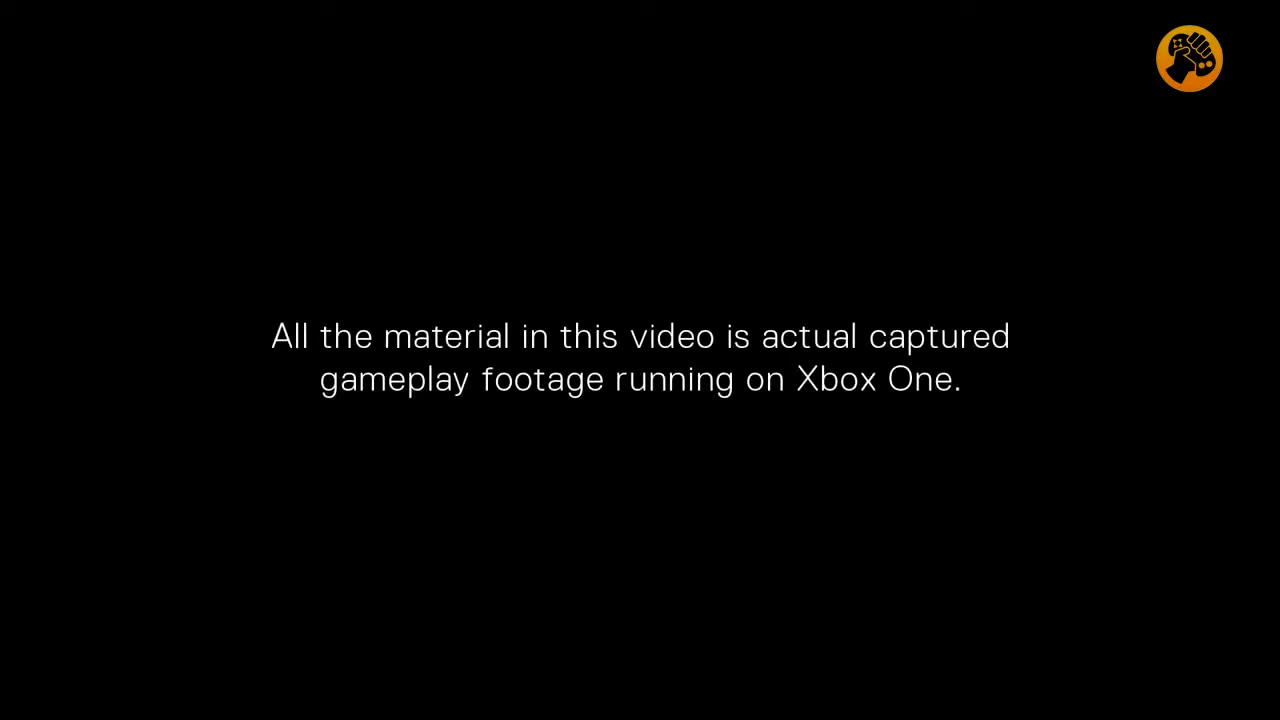 All the material in this video is actual captured
gameplay footage running on Xbox One.